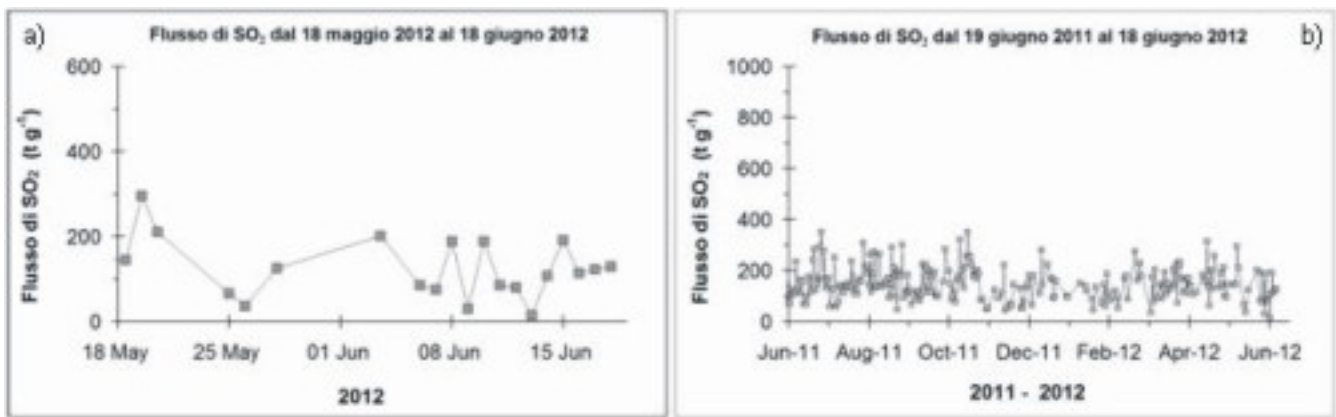 a)
Flusso di SO₂ dal 18 maggio 2012 al 18 giugno 2012
Flusso di SO₂ (t g⁻¹)
600
400
200
0
18 May 25 May 01 Jun 08 Jun 15 Jun
2012
b)
Flusso di SO₂ dal 19 giugno 2011 al 18 giugno 2012
Flusso di SO₂ (t g⁻¹)
1000
800
600
400
200
0
Jun-11 Aug-11 Oct-11 Dec-11 Feb-12 Apr-12 Jun-12
2011 - 2012